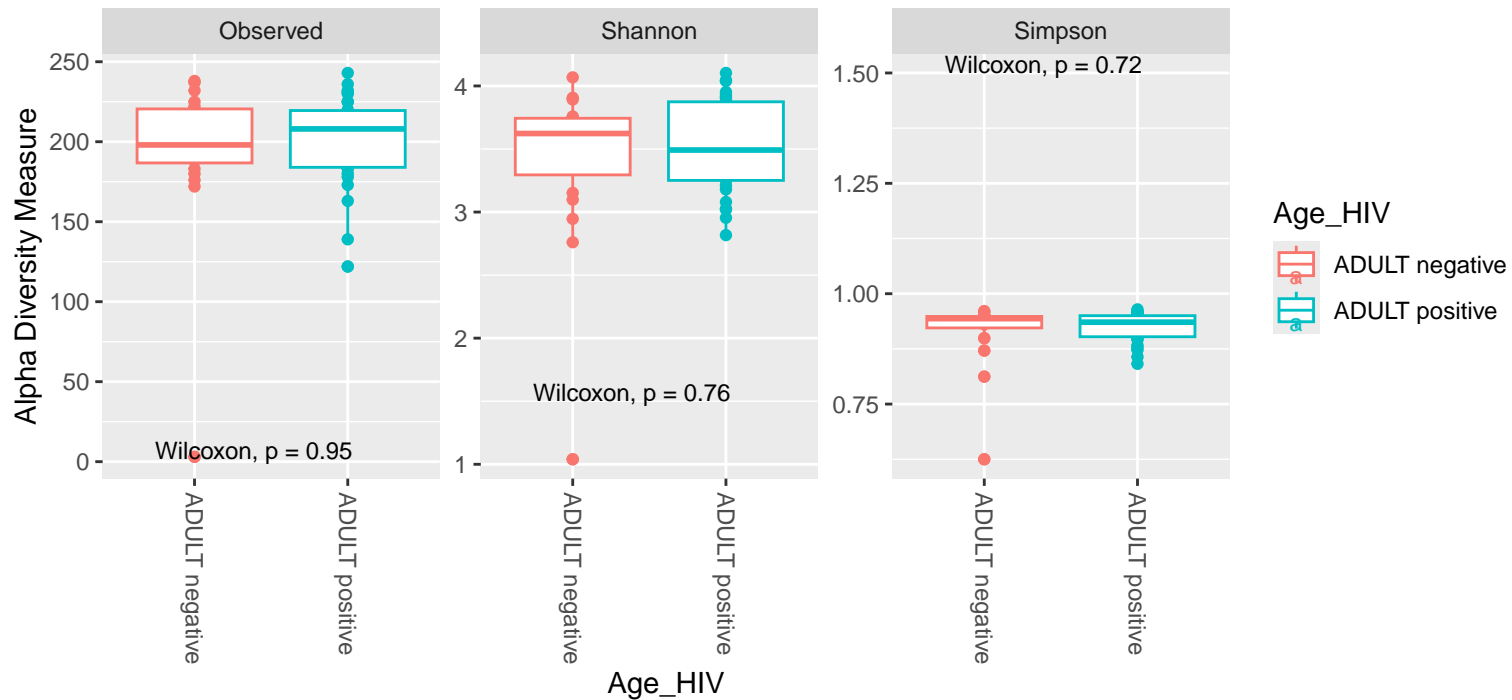 Observed
Shannon
Simpson
Alpha Diversity Measure
250
200
150
100
50
0
Wilcoxon, p = 0.95
4
3
2
1
Wilcoxon, p = 0.76
1.50
1.25
1.00
0.75
Wilcoxon, p = 0.72
ADULT negative
ADULT positive
ADULT negative
ADULT positive
ADULT negative
ADULT positive
Age_HIV
Age_HIV
a
ADULT negative
a
ADULT positive